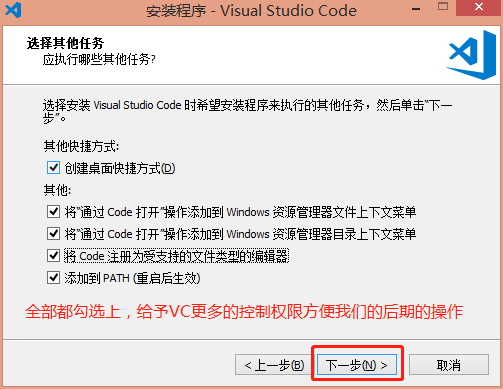 安装程序 - Visual Studio Code
选择其他任务
应执行哪些其他任务?
选择安装 Visual Studio Code 时希望安装程序来执行的其他任务，然后单击“下一
步”。
其他快捷方式:
创建桌面快捷方式(D)
其他:
将“通过 Code 打开”操作添加到 Windows 资源管理器文件上下文菜单
将“通过 Code 打开”操作添加到 Windows 资源管理器目录上下文菜单
将 Code 注册为受支持的文件类型的编辑器
添加到 PATH (重启后生效)
全部都勾选上，给予VC更多的控制权限方便我们的后期的操作
< 上一步(B) 下一步(N) > 取消